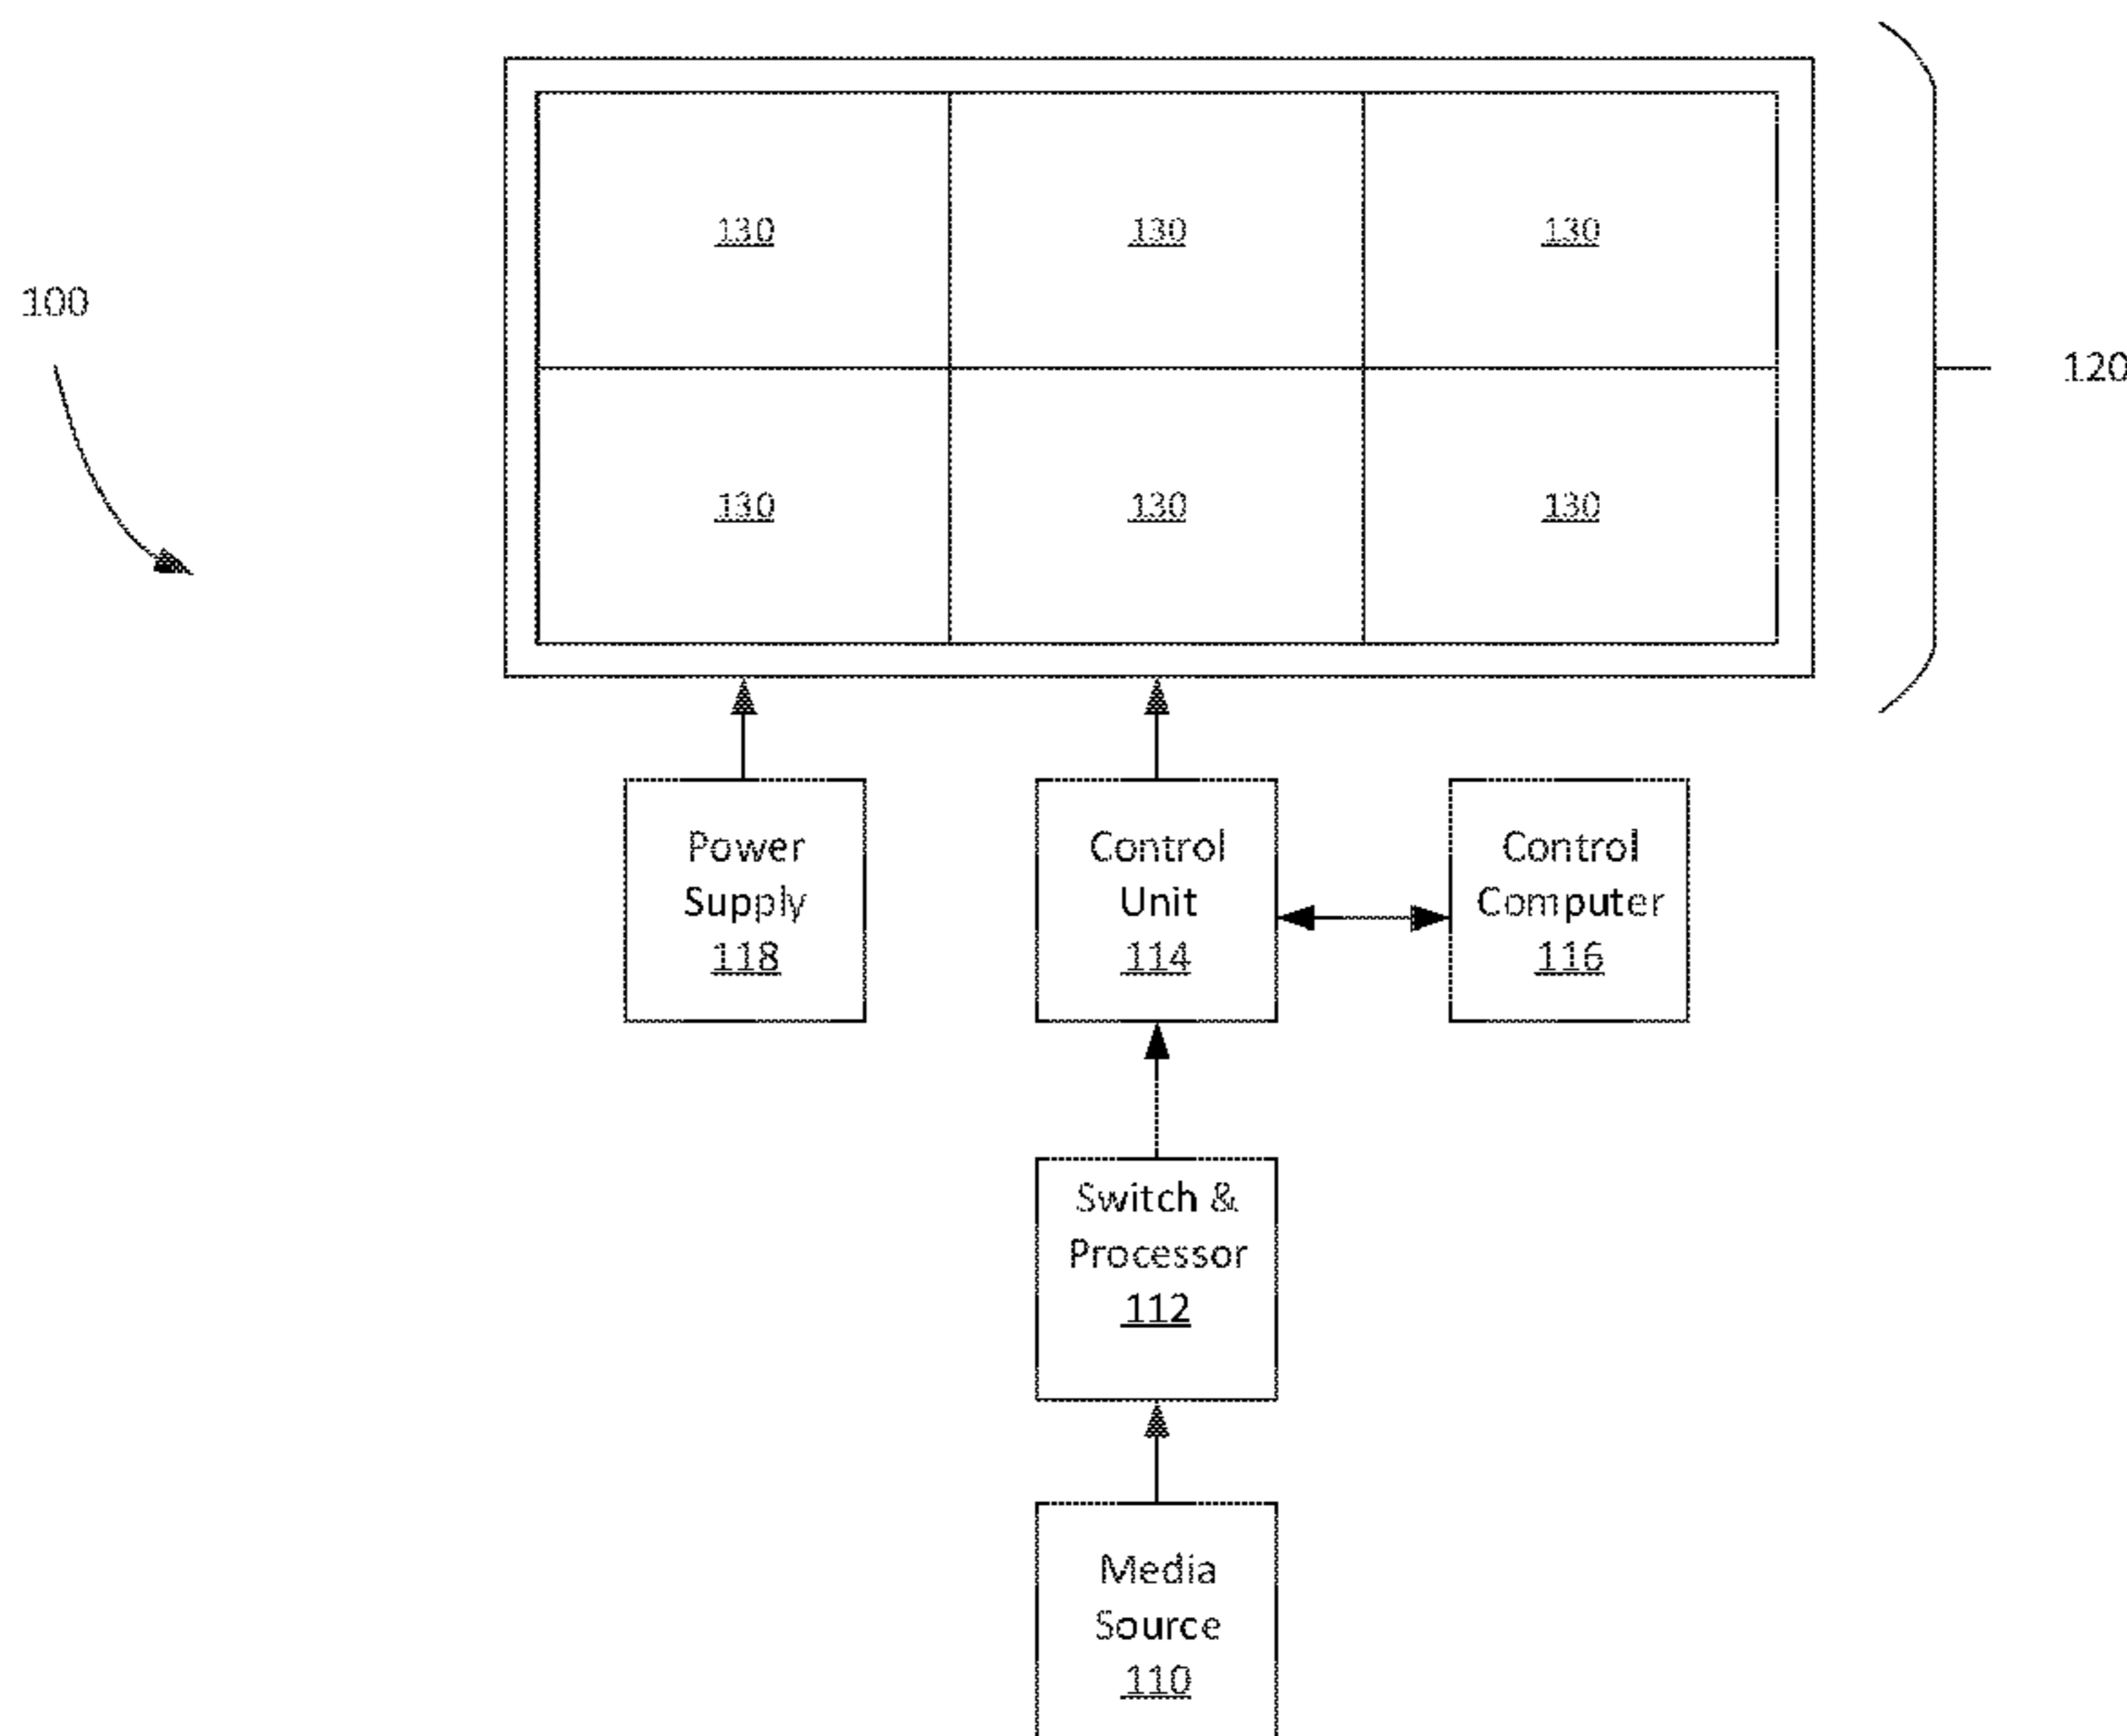 130 130 130
100
120
130 130 130
Power
Supply
118
Control
Unit
114
Control
Computer
116
Switch &
Processor
112
Media
Source
110